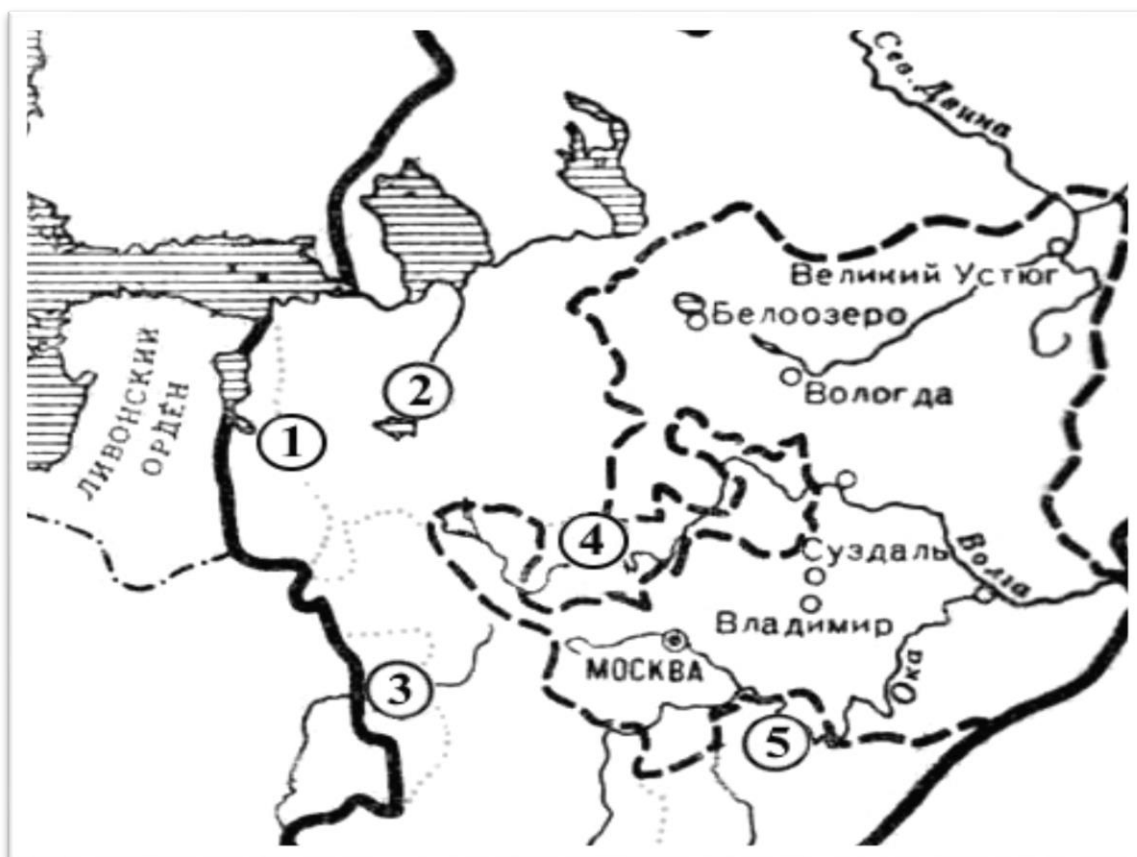 Сев. Двина
Великий Устюг
Белоозеро
Вологда
ЛИВОНСКИЙ
ОРДЕН
2
1
4
Суздаль
Волга
Владимир
МОСКВА
3
Ока
5